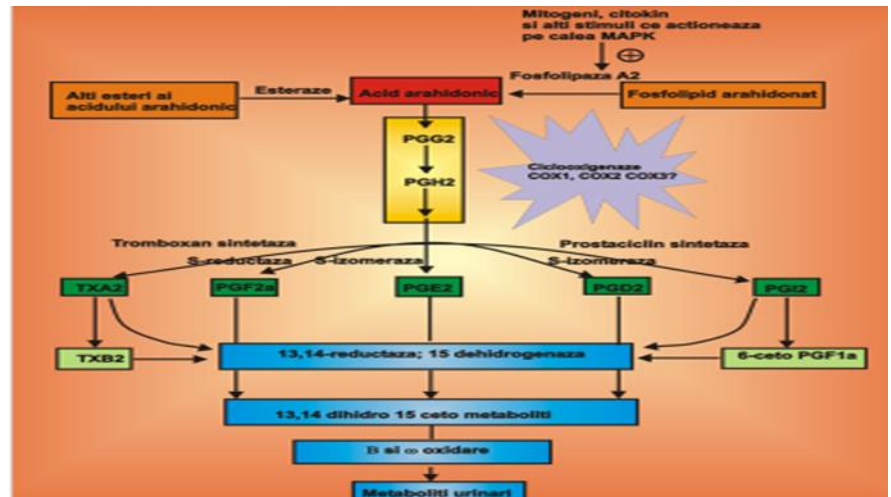 Mitogeni, citokin
si alti stimuli ce actioneaza
pe calea MAPK
Fosfolipaza A2
Alti esteri ai
acidului arahidonic
Esteraze
Acid arahidonic
Fosfolipid arahidonat
PGG2
PGH2
Ciclooxigenaze
COX1, COX2 COX3?
Tromboxan sintetaza
Prostaciclin sintetaza
S-reductaza
S-izomeraza
S-izomeraza
TXA2
PGF2a
PGE2
PGD2
PGI2
TXB2
13,14-reductaza; 15 dehidrogenaza
6-ceto PGF1a
13,14 dihidro 15 ceto metaboliti
B si ω oxidare
Metaboliti urinari